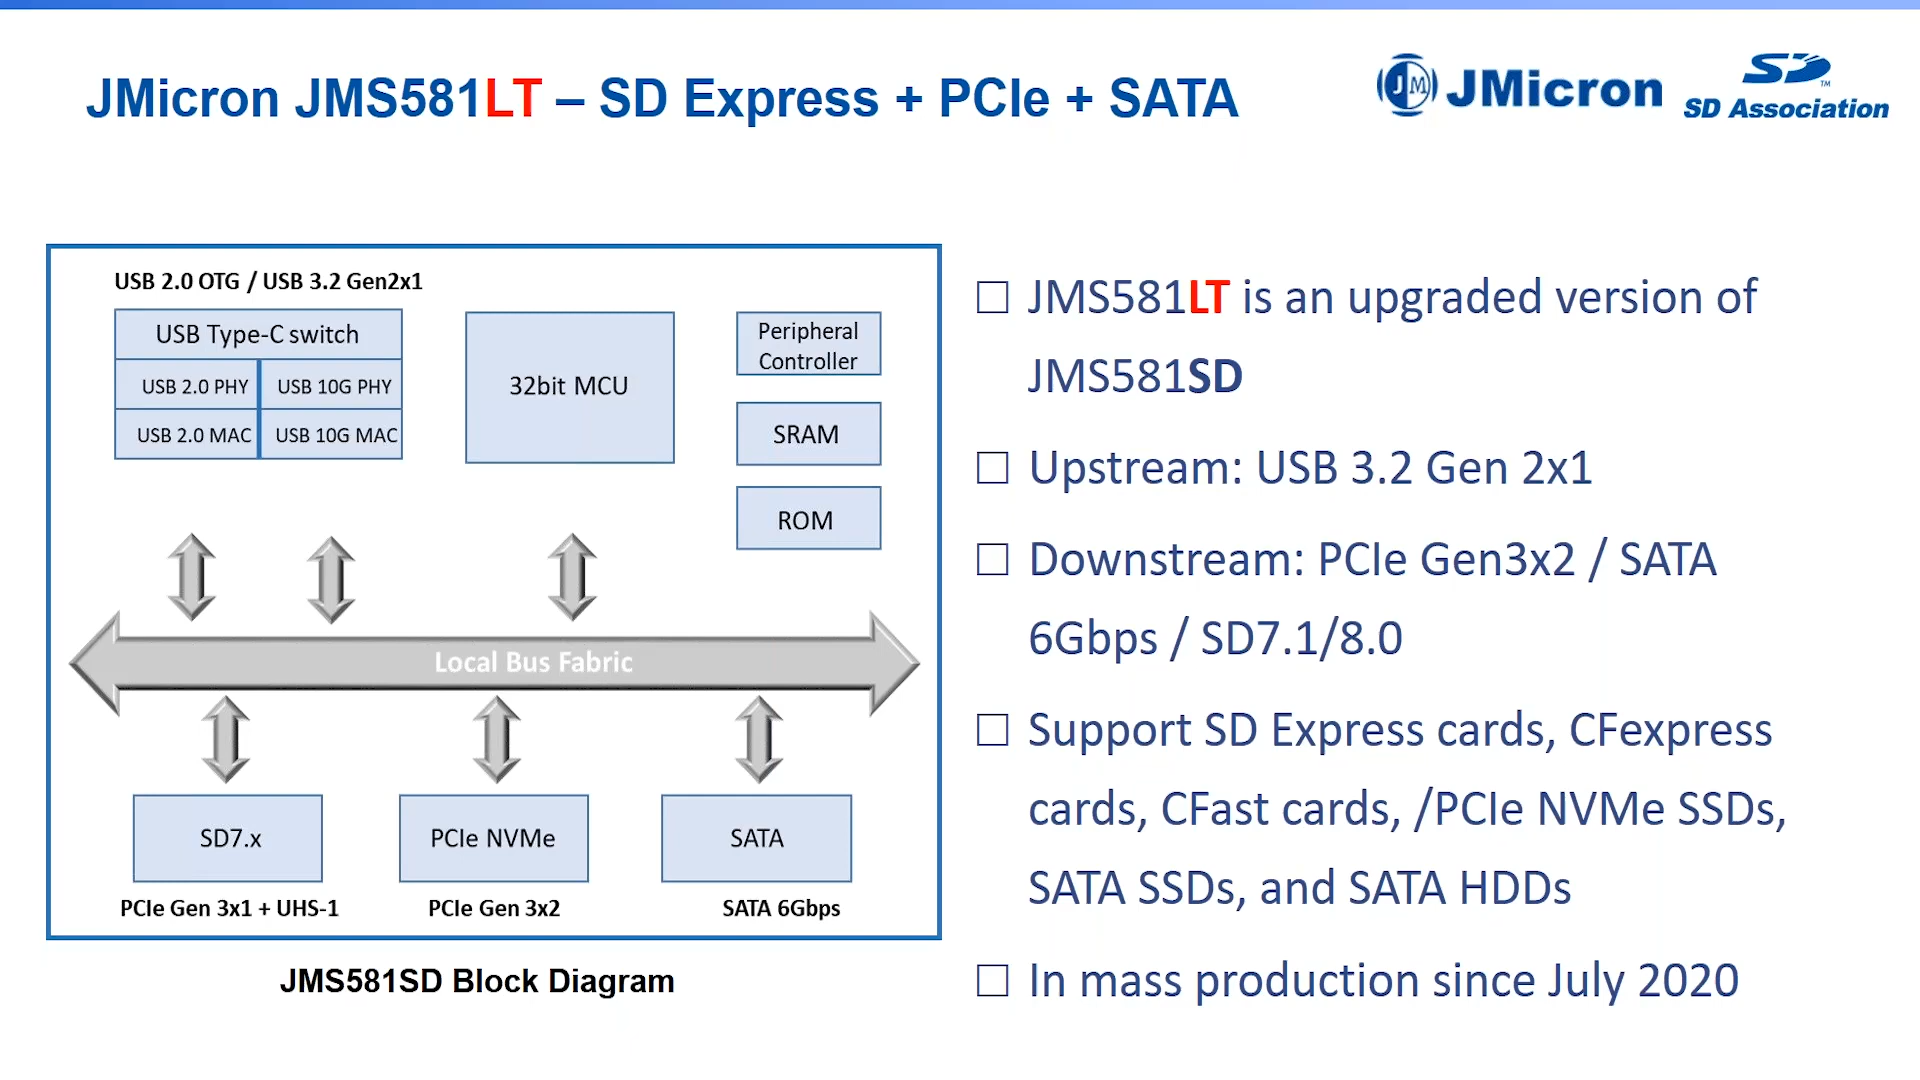 JMicron JMS581LT – SD Express + PCIe + SATA
JM JMicron
SD
TM
SD Association
USB 2.0 OTG / USB 3.2 Gen2x1
USB Type-C switch
USB 2.0 PHY
USB 10G PHY
USB 2.0 MAC
USB 10G MAC
32bit MCU
Peripheral
Controller
SRAM
ROM
Local Bus Fabric
SD7.x
PCIe NVMe
SATA
PCIe Gen 3x1 + UHS-1
PCIe Gen 3x2
SATA 6Gbps
JMS581SD Block Diagram
JMS581LT is an upgraded version of
JMS581SD
Upstream: USB 3.2 Gen 2x1
Downstream: PCIe Gen3x2 / SATA
6Gbps / SD7.1/8.0
Support SD Express cards, CFexpress
cards, CFast cards, /PCIe NVMe SSDs,
SATA SSDs, and SATA HDDs
In mass production since July 2020